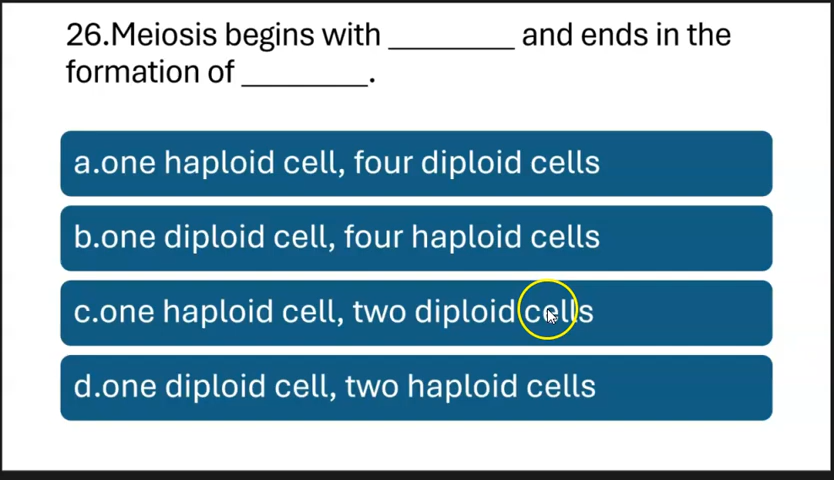 26.Meiosis begins with ________ and ends in the
formation of ________.
a.one haploid cell, four diploid cells
b.one diploid cell, four haploid cells
c.one haploid cell, two diploid cells
d.one diploid cell, two haploid cells